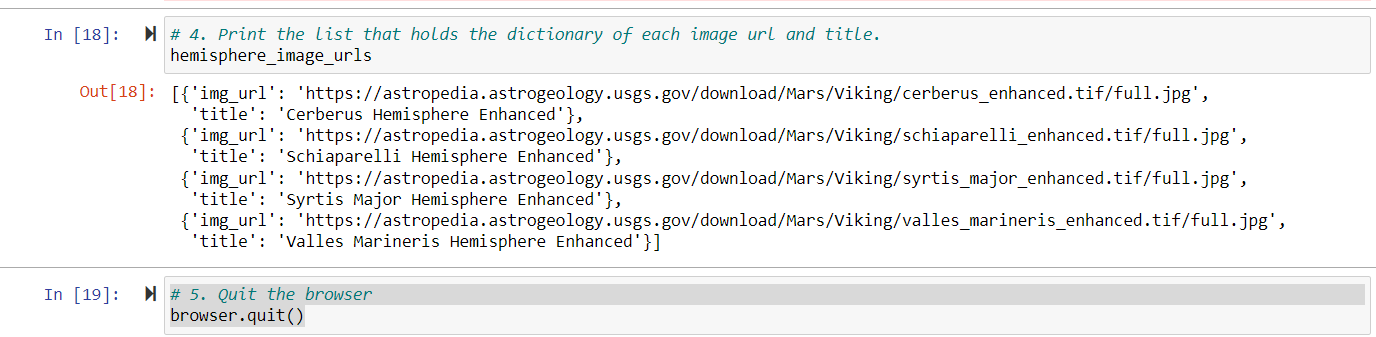 In [18]: # 4. Print the list that holds the dictionary of each image url and title.
hemisphere_image_urls
Out[18]: [{'img_url': 'https://astropedia.astrogeology.usgs.gov/download/Mars/Viking/cerberus_enhanced.tif/full.jpg',
'title': 'Cerberus Hemisphere Enhanced'},
{'img_url': 'https://astropedia.astrogeology.usgs.gov/download/Mars/Viking/schiaparelli_enhanced.tif/full.jpg',
'title': 'Schiaparelli Hemisphere Enhanced'},
{'img_url': 'https://astropedia.astrogeology.usgs.gov/download/Mars/Viking/syrtis_major_enhanced.tif/full.jpg',
'title': 'Syrtis Major Hemisphere Enhanced'},
{'img_url': 'https://astropedia.astrogeology.usgs.gov/download/Mars/Viking/valles_marineris_enhanced.tif/full.jpg',
'title': 'Valles Marineris Hemisphere Enhanced'}]
In [19]: # 5. Quit the browser
browser.quit()